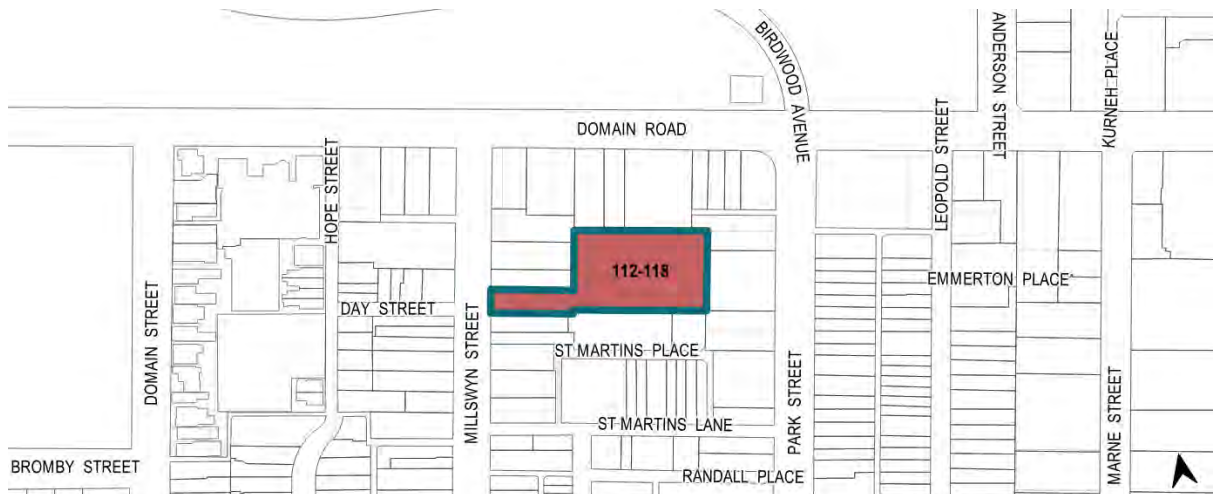 BIRDWOOD AVENUE
ANDERSON STREET
KURNEH PLACE
DOMAIN ROAD
HOPE STREET
LEOPOLD STREET
112-118
EMMERTON PLACE
DAY STREET
DOMAIN STREET
MILLSWYN STREET
ST MARTINS PLACE
PARK STREET
MARNE STREET
ST MARTINS LANE
BROMBY STREET
RANDALL PLACE